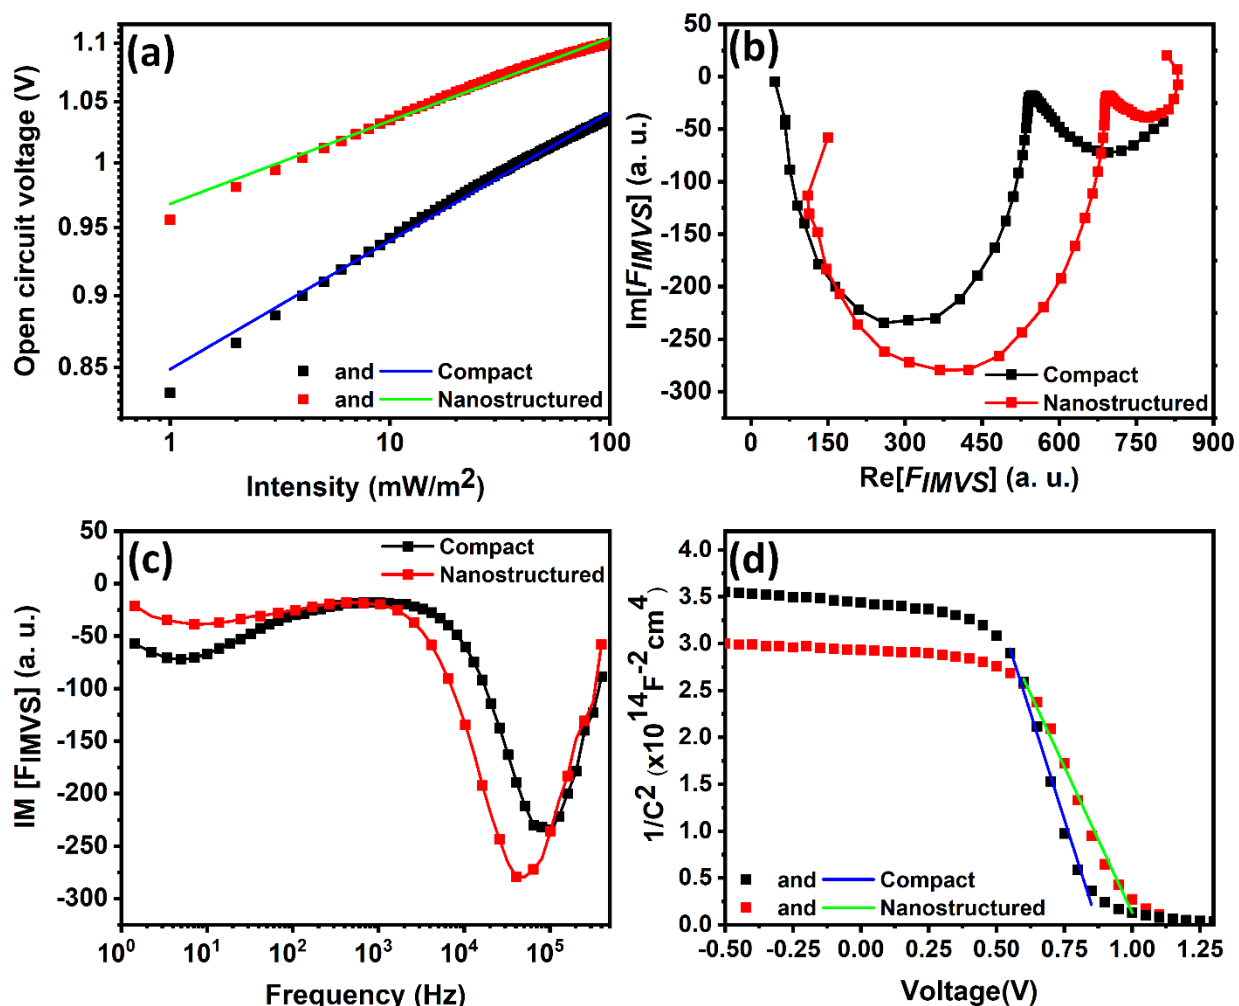 (a)
Open circuit voltage (V)
1.1
1.05
1
0.95
0.9
0.85
and Compact
and Nanostructured
1 10 100
Intensity (mW/m²)
(b)
Im[FIMVS] (a. u.)
50
0
-50
-100
-150
-200
-250
-300
Compact
Nanostructured
0 150 300 450 600 750 900
Re[FIMVS] (a. u.)
(c)
IM [FIMVS] (a. u.)
50
0
-50
-100
-150
-200
-250
-300
Compact
Nanostructured
10⁰ 10¹ 10² 10³ 10⁴ 10⁵
Frequency (Hz)
(d)
1/C² (x10¹⁴F⁻²cm⁴
4.0
3.5
3.0
2.5
2.0
1.5
1.0
0.5
0.0
and Compact
and Nanostructured
-0.50 -0.25 0.00 0.25 0.50 0.75 1.00 1.25
Voltage(V)